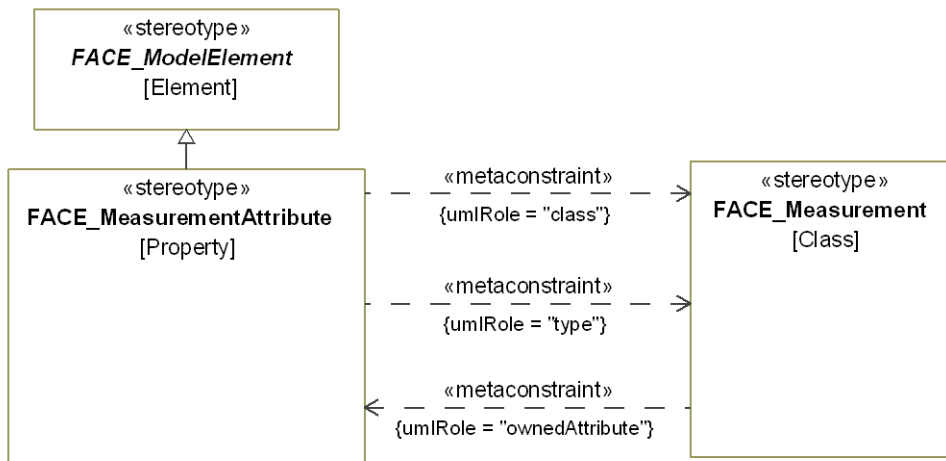 «stereotype»
FACE_ModelElement
[Element]
«stereotype»
FACE_MeasurementAttribute
[Property]
«metaconstraint»
{umlRole = "class"}
«metaconstraint»
{umlRole = "type"}
«metaconstraint»
{umlRole = "ownedAttribute"}
«stereotype»
FACE_Measurement
[Class]